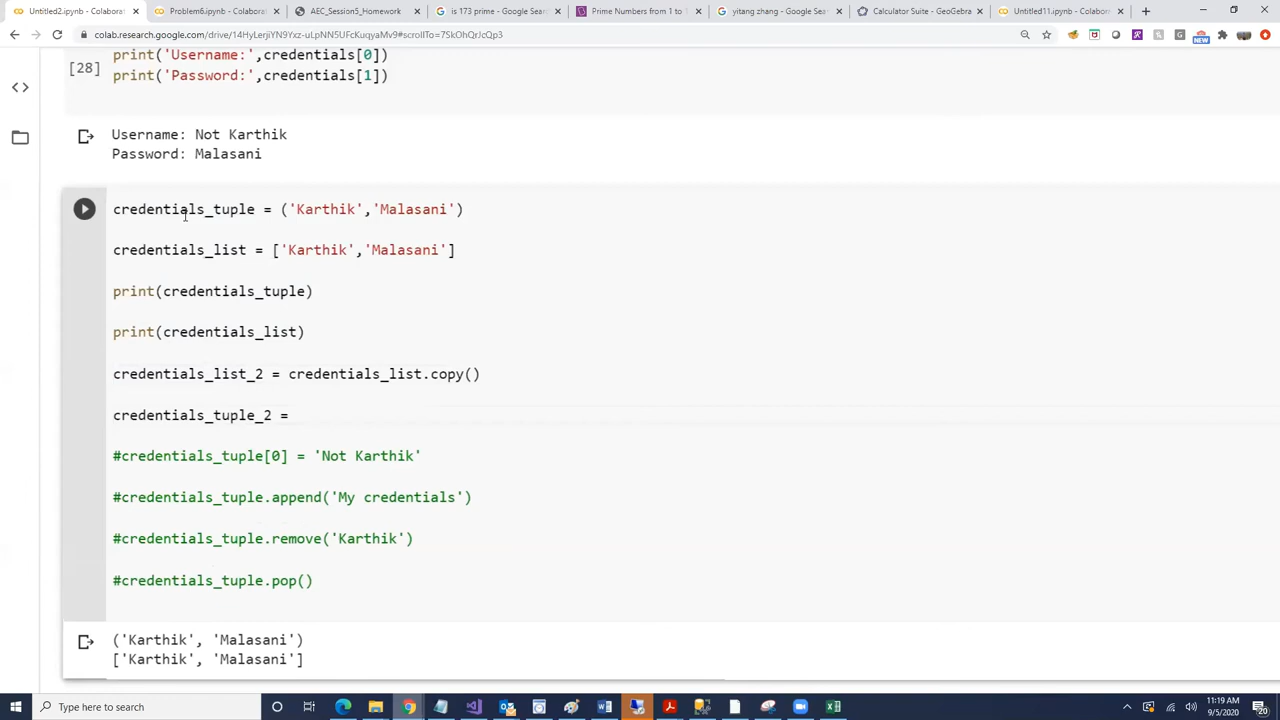 Untitled2.ipynb - Colaborat
Problem6.ipynb - Colaborat
AEC_Session5_Homework
is 173 prime - Google Sear
Prime Numbers from 1 to 1
yitang zhang - Google Sear
Calculator Suite - GeoGebra
Untitled11.ipynb - Colabora
colab.research.google.com/drive/14HyLerjiYN9Yxz-uLpNN5UFcKuqyaMv9#scrollTo=7SkOhQrJcQp3
NEW
print('Username:',credentials[0])
[28]
print('Password:',credentials[1])
Username: Not Karthik
Password: Malasani
credentials_tuple = ('Karthik','Malasani')
credentials_list = ['Karthik','Malasani']
print(credentials_tuple)
print(credentials_list)
credentials_list_2 = credentials_list.copy()
credentials_tuple_2 =
#credentials_tuple[0] = 'Not Karthik'
#credentials_tuple.append('My credentials')
#credentials_tuple.remove('Karthik')
#credentials_tuple.pop()
('Karthik', 'Malasani')
['Karthik', 'Malasani']
Type here to search
11:19 AM
9/5/2020